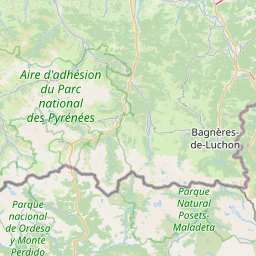 Aire d'adhésion
du Parc
national
des Pyrénées
Bagnères-
de-Luchon
Parque
nacional
de Ordesa
y Monte
Perdido
Parque
Natural
Posets-
Maladeta